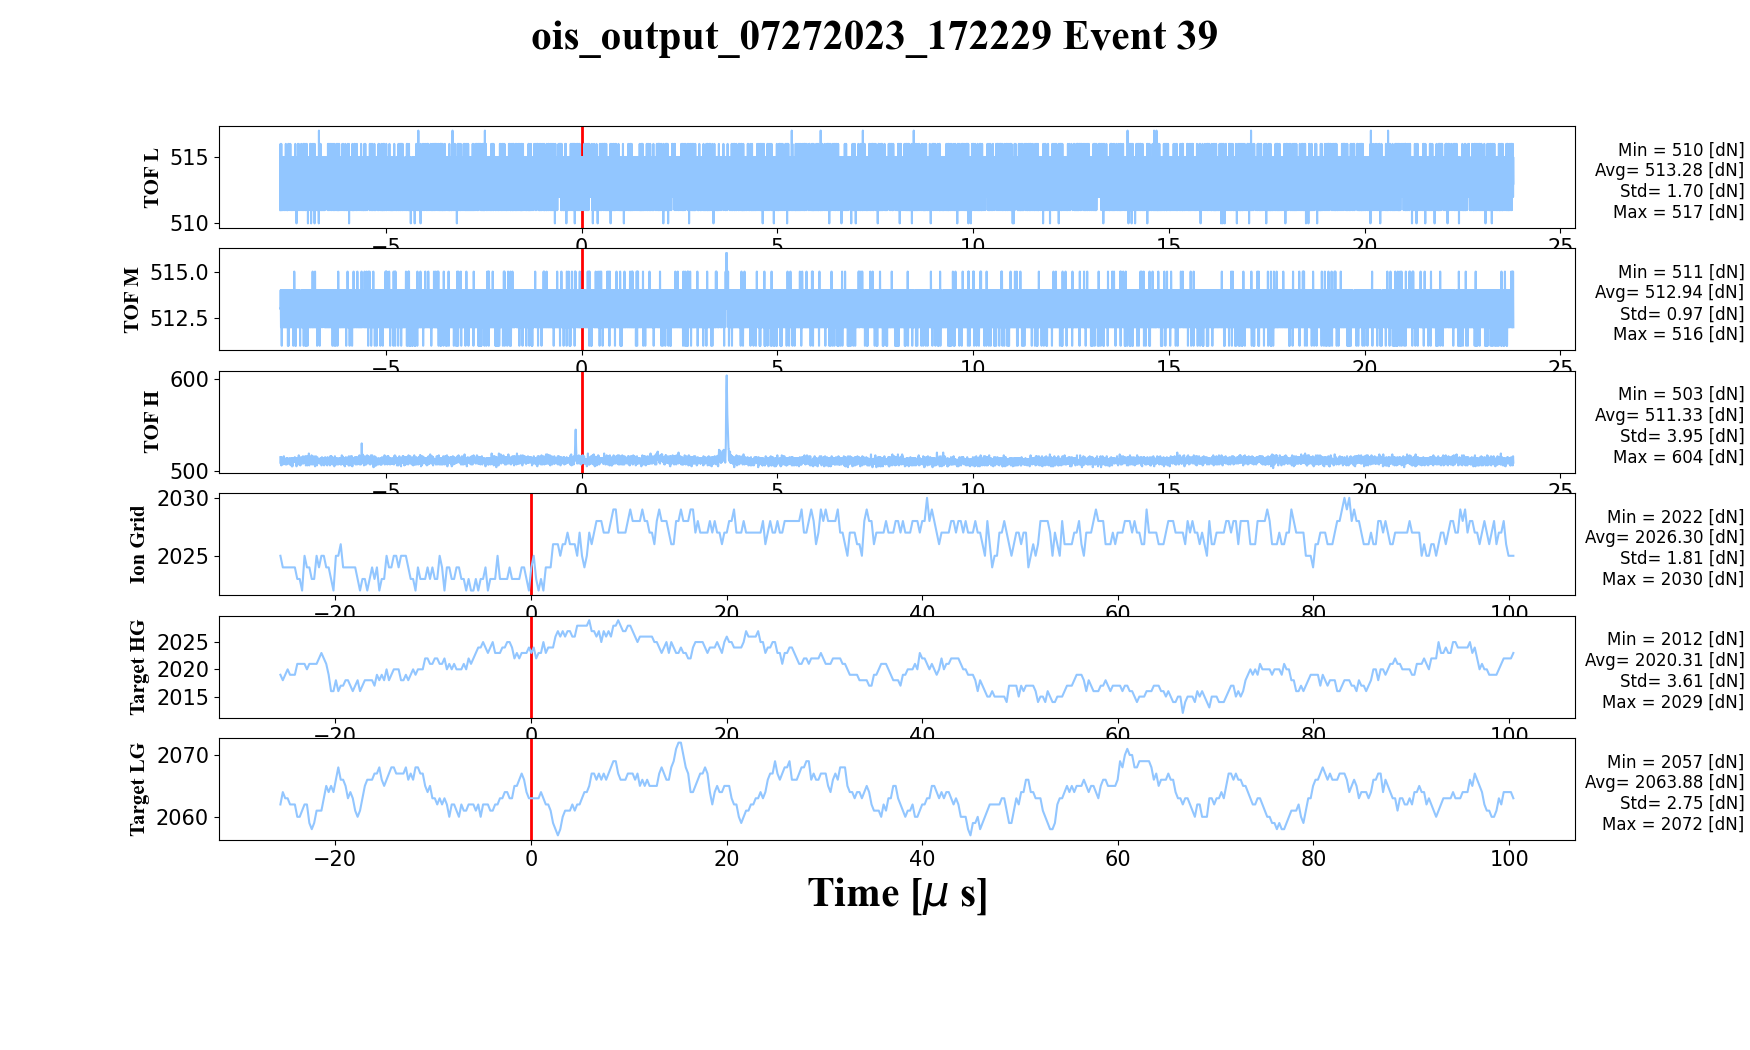 ois_output_07272023_172229 Event 39
TOF L
515
510
Min = 510 [dN]
Avg= 513.28 [dN]
Std= 1.70 [dN]
Max = 517 [dN]
−5 0 5 10 15 20 25
TOF M
515.0
512.5
Min = 511 [dN]
Avg= 512.94 [dN]
Std= 0.97 [dN]
Max = 516 [dN]
−5 0 5 10 15 20 25
TOF H
600
500
Min = 503 [dN]
Avg= 511.33 [dN]
Std= 3.95 [dN]
Max = 604 [dN]
−5 0 5 10 15 20 25
Ion Grid
2030
2025
Min = 2022 [dN]
Avg= 2026.30 [dN]
Std= 1.81 [dN]
Max = 2030 [dN]
−20 0 20 40 60 80 100
Target HG
2025
2020
2015
Min = 2012 [dN]
Avg= 2020.31 [dN]
Std= 3.61 [dN]
Max = 2029 [dN]
−20 0 20 40 60 80 100
Target LG
2070
2060
Min = 2057 [dN]
Avg= 2063.88 [dN]
Std= 2.75 [dN]
Max = 2072 [dN]
−20 0 20 40 60 80 100
Time [μ s]